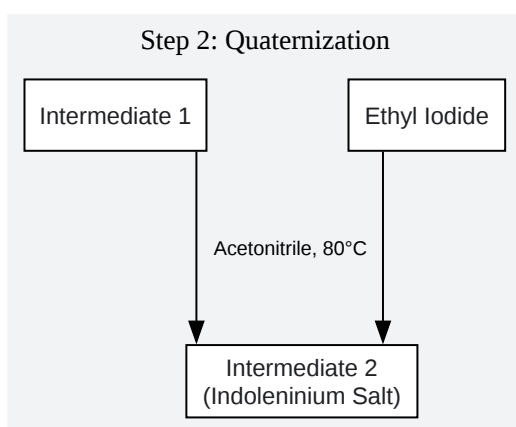 Step 2: Quaternization
Intermediate 1
Ethyl Iodide
Acetonitrile, 80°C
Intermediate 2
(Indoleninium Salt)